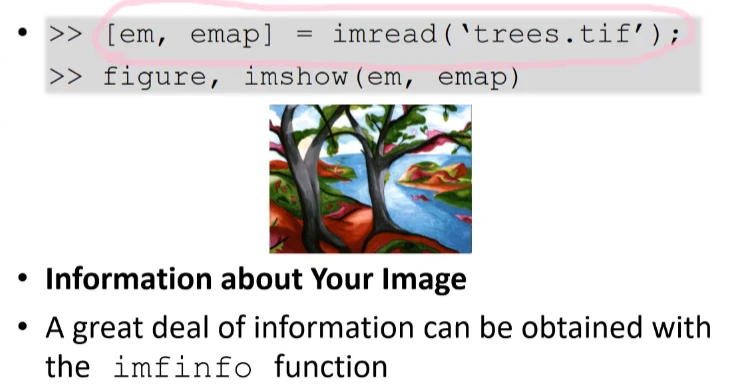 • >> [em, emap] = imread(‘trees.tif’);
>> figure, imshow(em, emap)
• Information about Your Image
• A great deal of information can be obtained with
the imfinfo function